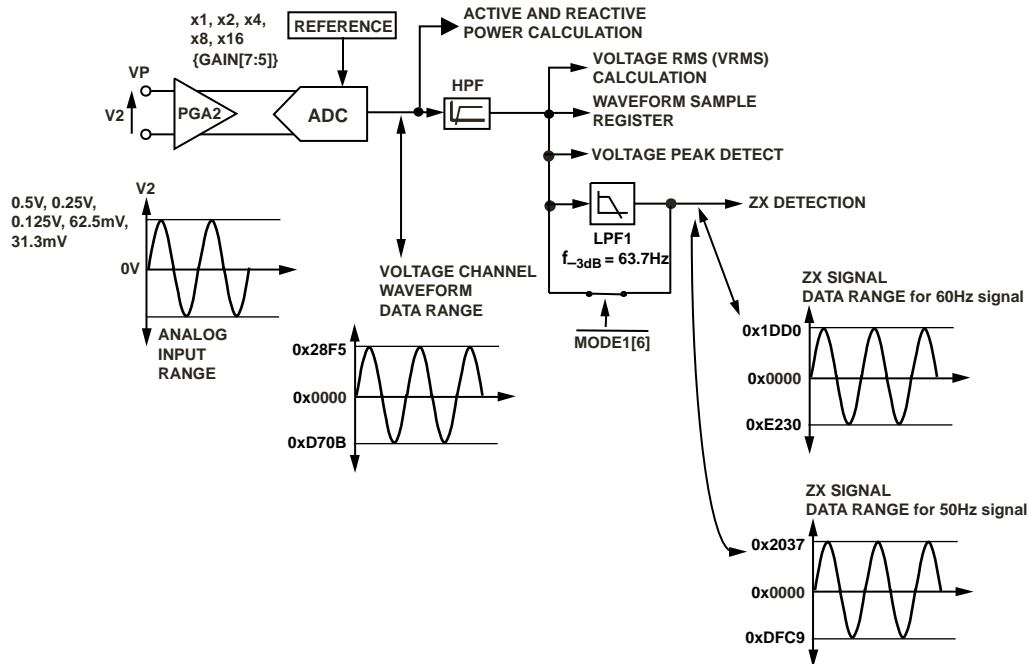 x1, x2, x4,
x8, x16
{GAIN[7:5]}
REFERENCE
ACTIVE AND REACTIVE
POWER CALCULATION
VP
V2
PGA2
ADC
HPF
VOLTAGE RMS (VRMS)
CALCULATION
WAVEFORM SAMPLE
REGISTER
VOLTAGE PEAK DETECT
ZX DETECTION
LPF1
f–3dB = 63.7Hz
MODE1[6]
V2
0.5V, 0.25V,
0.125V, 62.5mV,
31.3mV
0V
ANALOG
INPUT
RANGE
VOLTAGE CHANNEL
WAVEFORM
DATA RANGE
0x28F5
0x0000
0xD70B
ZX SIGNAL
DATA RANGE for 60Hz signal
0x1DD0
0x0000
0xE230
ZX SIGNAL
DATA RANGE for 50Hz signal
0x2037
0x0000
0xDFC9